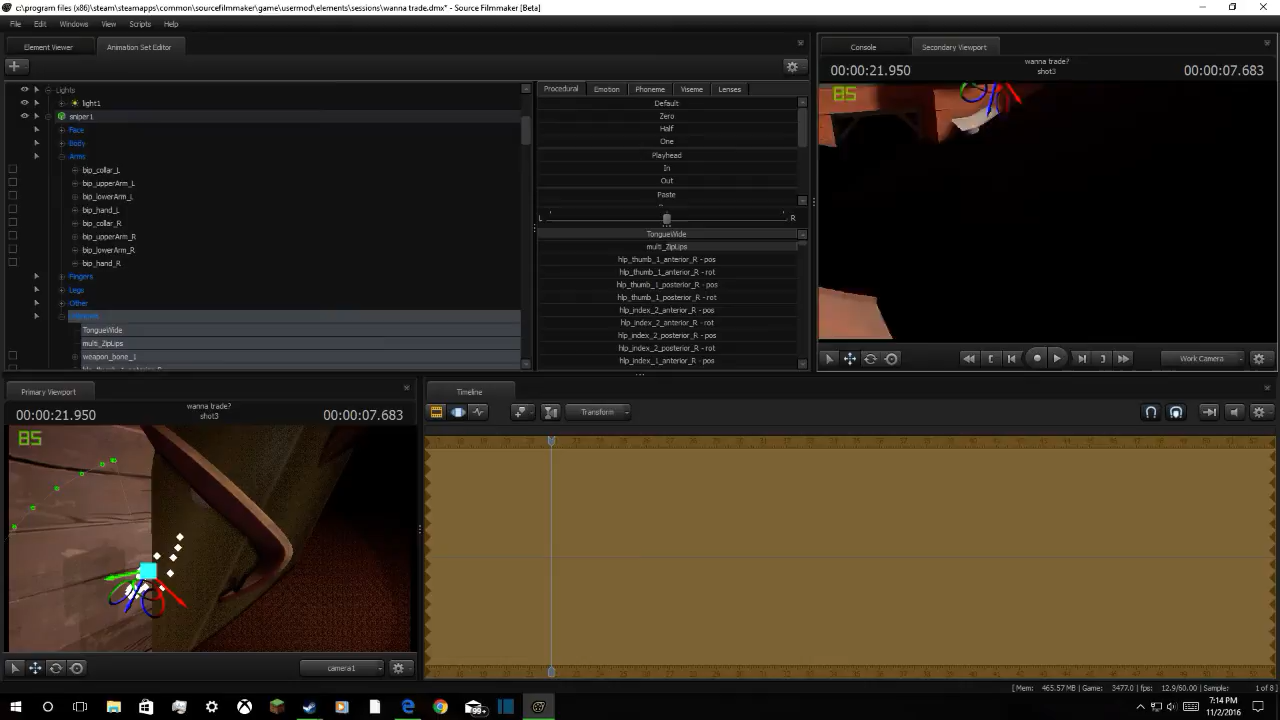 c:\program files (x86)\steam\steamapps\common\sourcefilmmaker\game\usermod\elements\sessions\wanna trade.dmx* - Source Filmmaker [Beta]
File Edit Windows View Scripts Help
Element Viewer Animation Set Editor
Lights
light1
sniper1
Face
Body
Arms
bip_collar_L
bip_upperArm_L
bip_lowerArm_L
bip_hand_L
bip_collar_R
bip_upperArm_R
bip_lowerArm_R
bip_hand_R
Fingers
Legs
Other
TongueWide
multi_ZipLips
weapon_bone_1
Procedural Emotion Phoneme Viseme Lenses
Default
Zero
Half
One
Playhead
In
Out
Paste
L R
TongueWide
multi_ZipLips
hlp_thumb_1_anterior_R - pos
hlp_thumb_1_anterior_R - rot
hlp_thumb_1_posterior_R - pos
hlp_thumb_1_posterior_R - rot
hlp_index_2_anterior_R - pos
hlp_index_2_anterior_R - rot
hlp_index_2_posterior_R - pos
hlp_index_2_posterior_R - rot
hlp_index_1_anterior_R - pos
Console Secondary Viewport
00:00:21.950 wanna trade? 00:00:07.683
shot3
85
Work Camera
Primary Viewport
00:00:21.950 wanna trade? 00:00:07.683
shot3
85
camera1
Timeline
Transform
[Mem: 465.57 MB| Game: 3477.0| fps: 12.9/60.00| Sample: 1 of 8]
99+
7:14 PM
11/2/2016